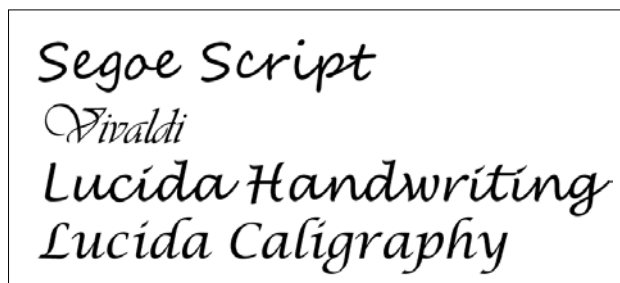 Segoe Script
Vivaldi
Lucida Handwriting
Lucida Caligraphy